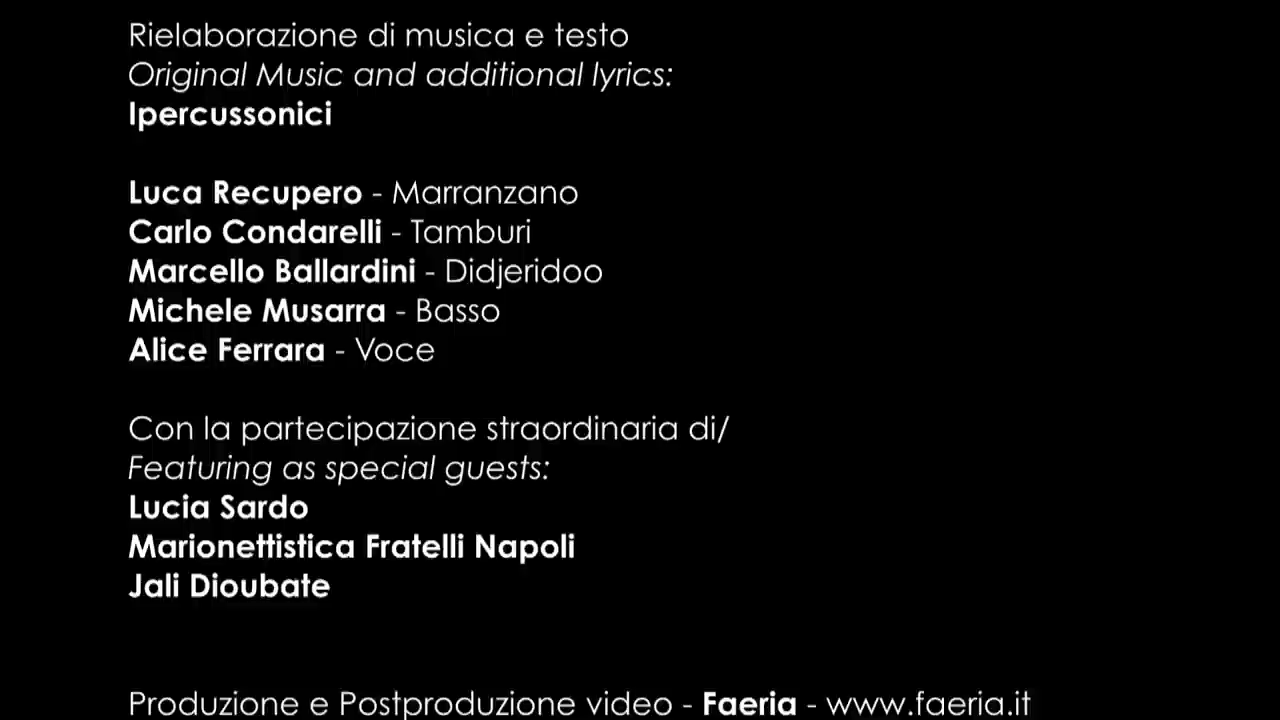 Rielaborazione di musica e testo
Original Music and additional lyrics:
Ipercussonici
Luca Recupero - Marranzano
Carlo Condarelli - Tamburi
Marcello Ballardini - Didjeridoo
Michele Musarra - Basso
Alice Ferrara - Voce
Con la partecipazione straordinaria di/
Featuring as special guests:
Lucia Sardo
Marionettistica Fratelli Napoli
Jali Dioubate
Produzione e Postproduzione video - Faeria - www.faeria.it